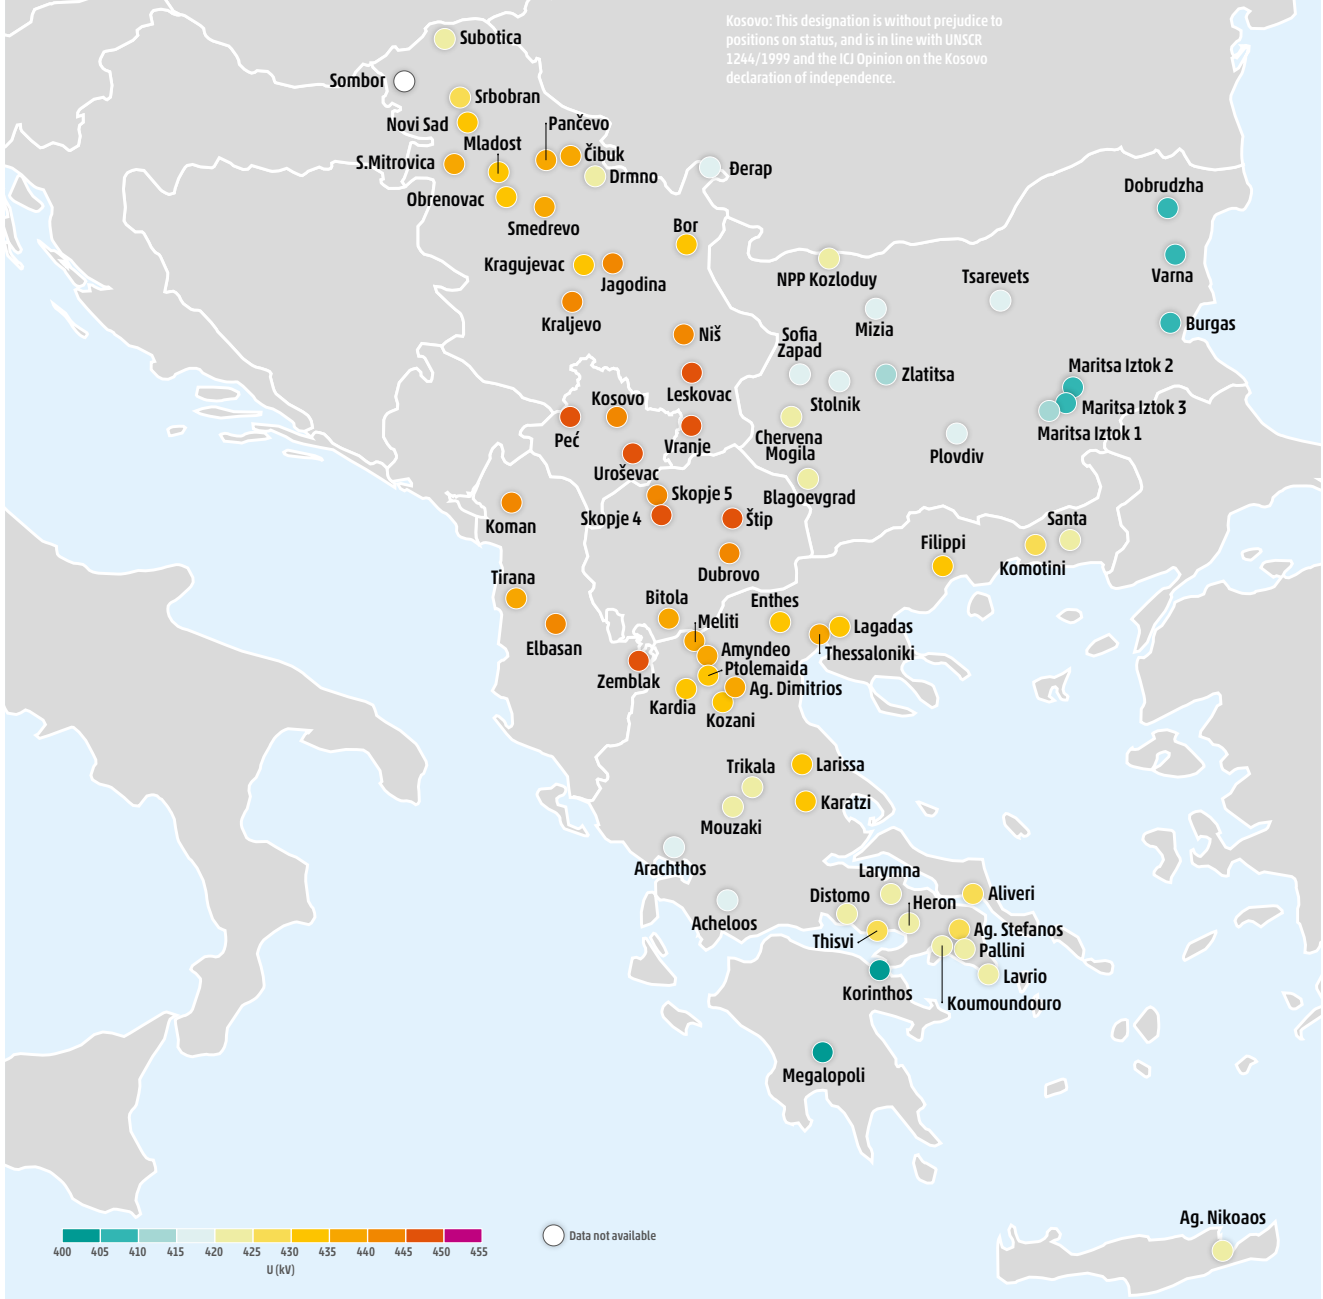 Kosovo: This designation is without prejudice to
positions on status, and is in line with UNSCR
1244/1999 and the ICJ Opinion on the Kosovo
declaration of independence.
Subotica
Sombor
Srbobran
Novi Sad
Pančevo
Mladost
S.Mitrovica
Čibuk
Drmno
Đerap
Dobrudzha
Obrenovac
Smedrevo
Bor
Kragujevac
Jagodina
NPP Kozloduy
Tsarevets
Varna
Kraljevo
Niš
Mizia
Burgas
Sofia
Zapad
Maritsa Iztok 2
Zlatitsa
Leskovac
Stolnik
Kosovo
Maritsa Iztok 3
Peć
Vranje
Chervena
Mogila
Maritsa Iztok 1
Plovdiv
Uroševac
Skopje 5
Blagoevgrad
Koman
Skopje 4
Štip
Santa
Filippi
Komotini
Dubrovo
Tirana
Bitola
Enthes
Meliti
Lagadas
Elbasan
Amyndeo
Thessaloniki
Ptolemaida
Zemblak
Ag. Dimitrios
Kardia
Kozani
Trikala
Larissa
Karatzi
Mouzaki
Arachthos
Larymna
Distomo
Heron
Aliveri
Acheloos
Ag. Stefanos
Thisvi
Pallini
Lavrio
Korinthos
Koumoundouro
Megalopoli
Ag. Nikoaos
Data not available
400 405 410 415 420 425 430 435 440 445 450 455
U (kV)